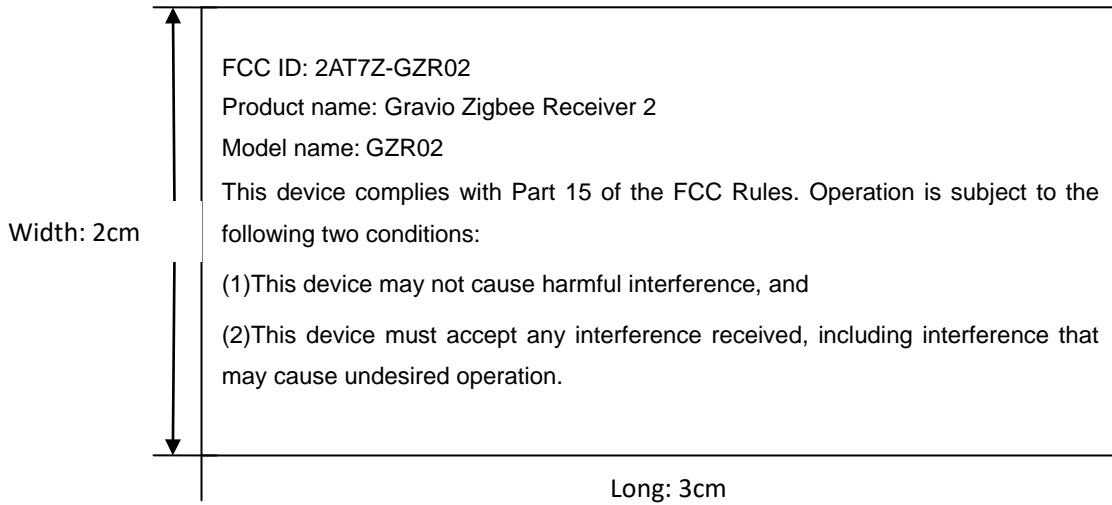 FCC ID: 2AT7Z-GZR02
Product name: Gravio Zigbee Receiver 2
Model name: GZR02
This device complies with Part 15 of the FCC Rules. Operation is subject to the
following two conditions:
(1)This device may not cause harmful interference, and
(2)This device must accept any interference received, including interference that
may cause undesired operation.
Width: 2cm
Long: 3cm